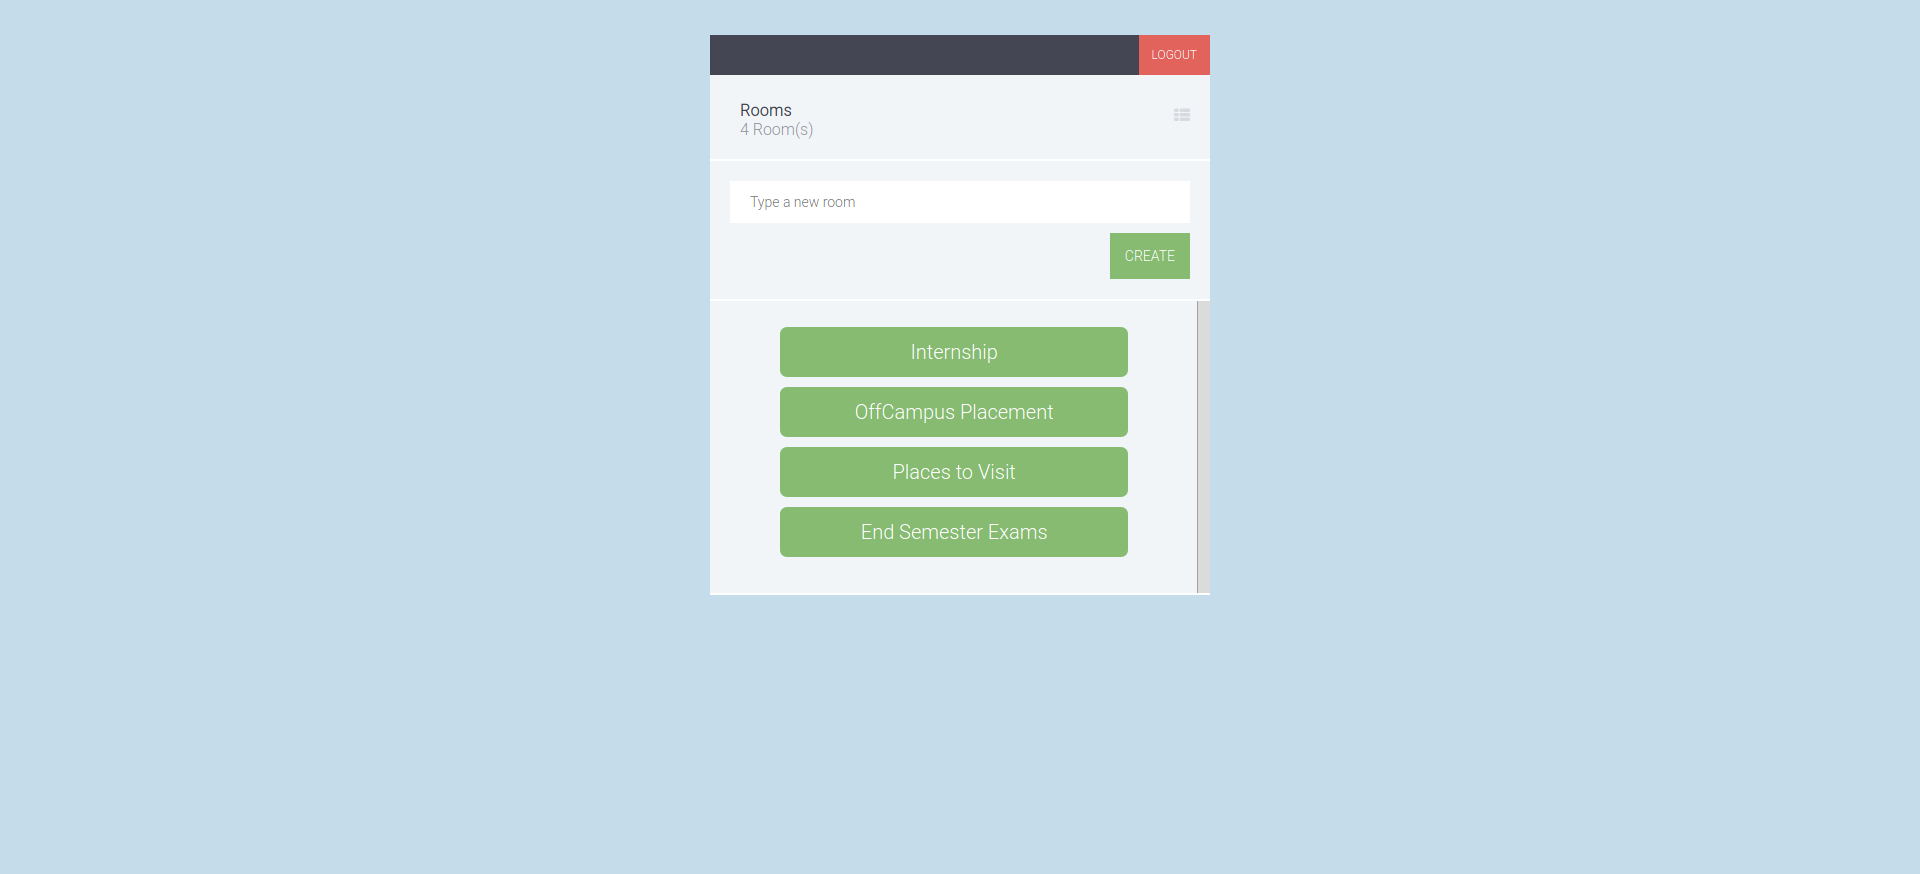 LOGOUT
Rooms
4 Room(s)
Type a new room
CREATE
Internship
OffCampus Placement
Places to Visit
End Semester Exams